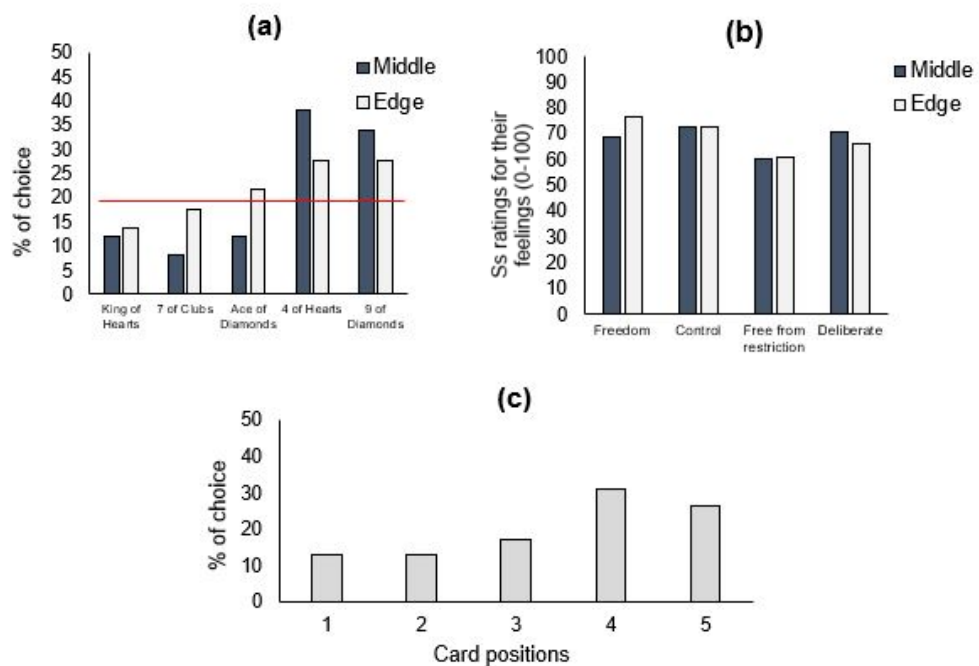 (a)
50
45
40
35
30
25
20
15
10
5
0
% of choice
Middle
Edge
King of
Hearts
7 of Clubs
Ace of
Diamonds
4 of Hearts
9 of
Diamonds
(b)
100
90
80
70
60
50
40
30
20
10
0
Ss ratings for their
feelings (0-100)
Middle
Edge
Freedom
Control
Free from
restriction
Deliberate
(c)
50
40
30
20
10
0
% of choice
1 2 3 4 5
Card positions